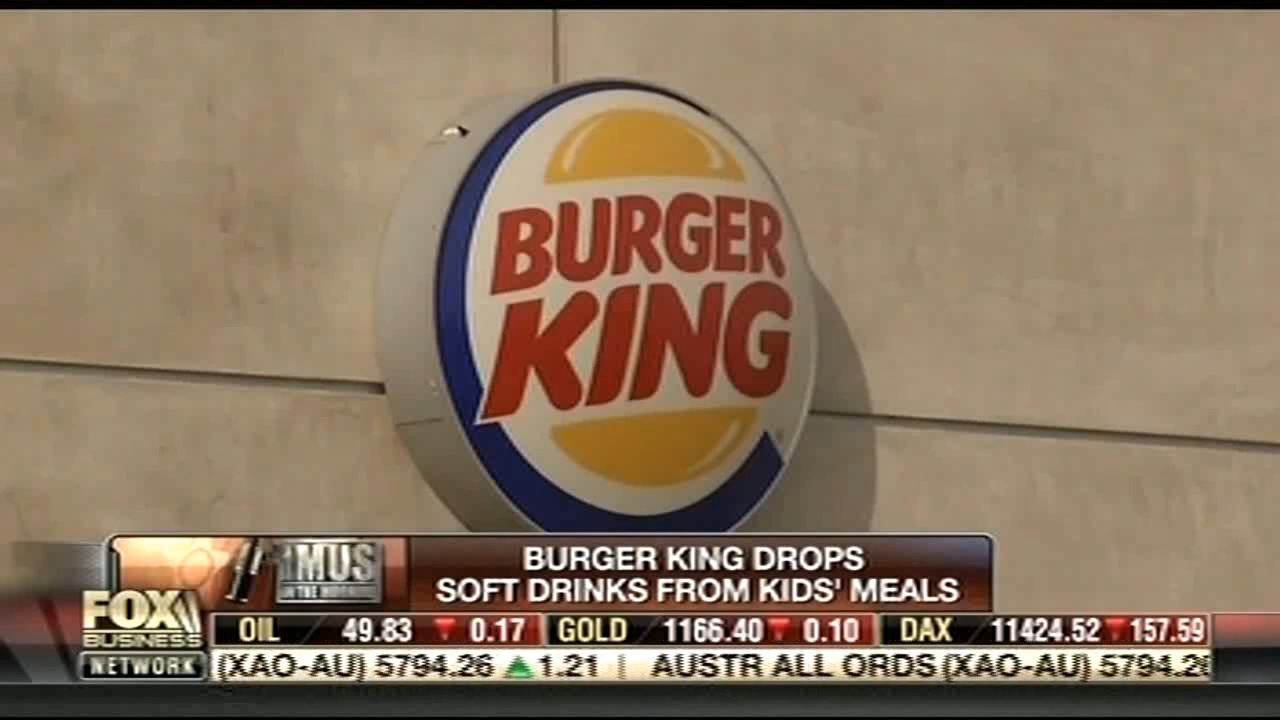 BURGER
KING
BURGER KING DROPS
SOFT DRINKS FROM KIDS' MEALS
IMUS
IN THE MORNING
FOX
BUSINESS
NETWORK
OIL 49.83 ▼ 0.17 GOLD 1166.40 ▼ 0.10 DAX 11424.52 ▼ 157.59
(XAO-AU) 5794.26 ▲ 1.21 | AUSTR ALL ORDS (XAO-AU) 5794.26